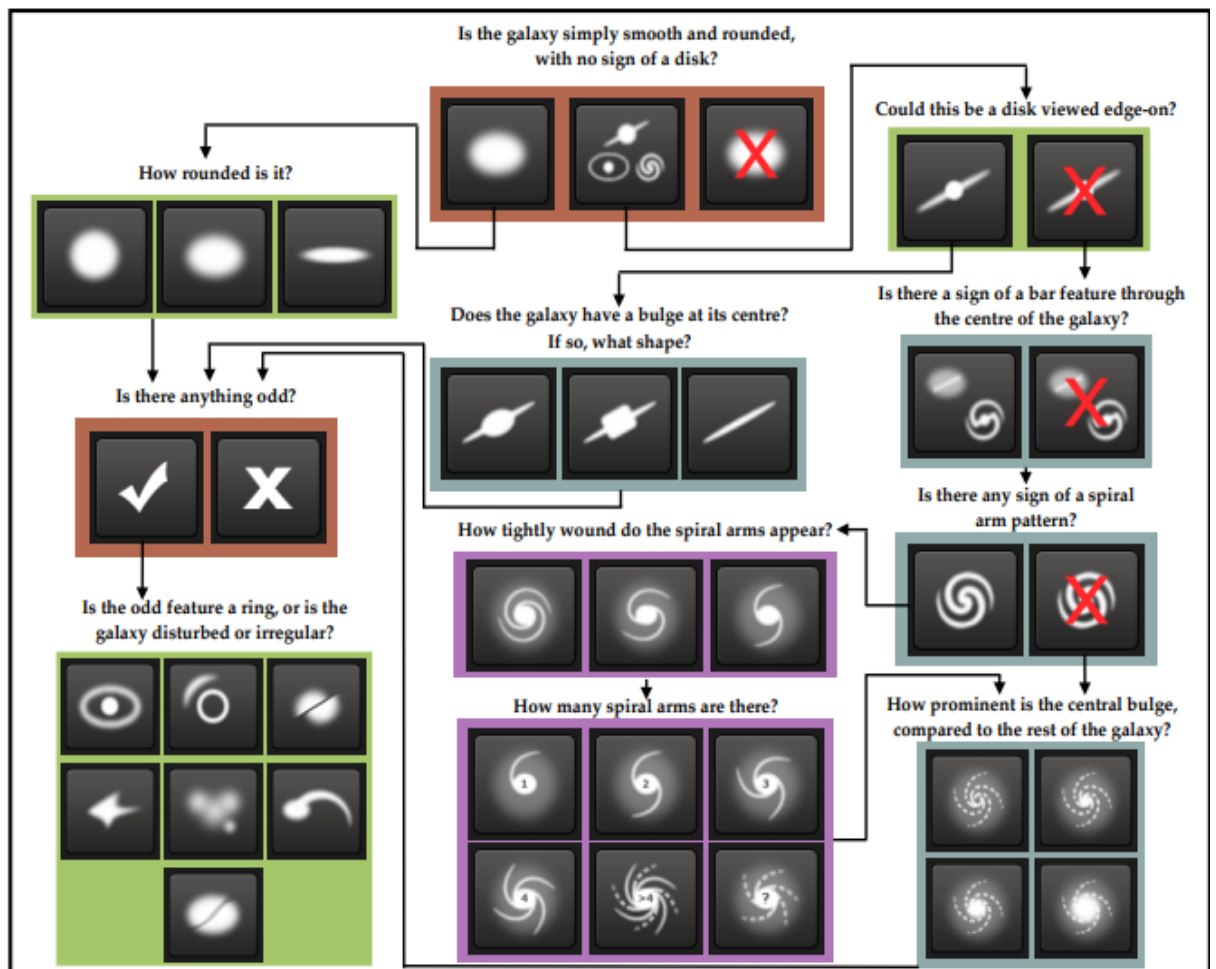 Is the galaxy simply smooth and rounded,
with no sign of a disk?
Could this be a disk viewed edge-on?
How rounded is it?
Does the galaxy have a bulge at its centre?
If so, what shape?
Is there a sign of a bar feature through
the centre of the galaxy?
Is there anything odd?
Is there any sign of a spiral
arm pattern?
How tightly wound do the spiral arms appear?
Is the odd feature a ring, or is the
galaxy disturbed or irregular?
How many spiral arms are there?
1
2
3
4
>4
?
How prominent is the central bulge,
compared to the rest of the galaxy?